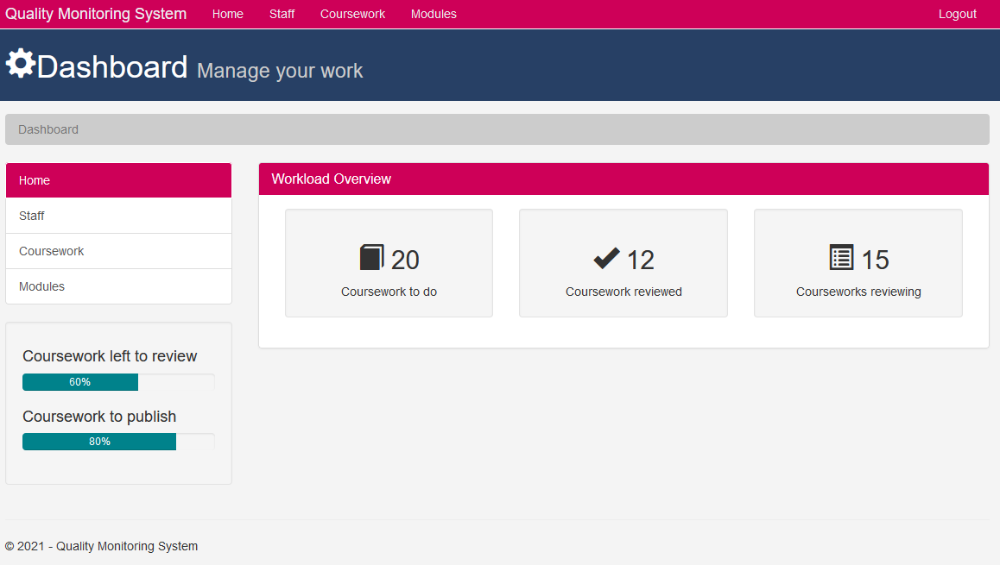 Quality Monitoring System Home Staff Coursework Modules Logout
Dashboard Manage your work
Dashboard
Home
Staff
Coursework
Modules
Coursework left to review
60%
Coursework to publish
80%
Workload Overview
20
Coursework to do
12
Coursework reviewed
15
Courseworks reviewing
© 2021 - Quality Monitoring System